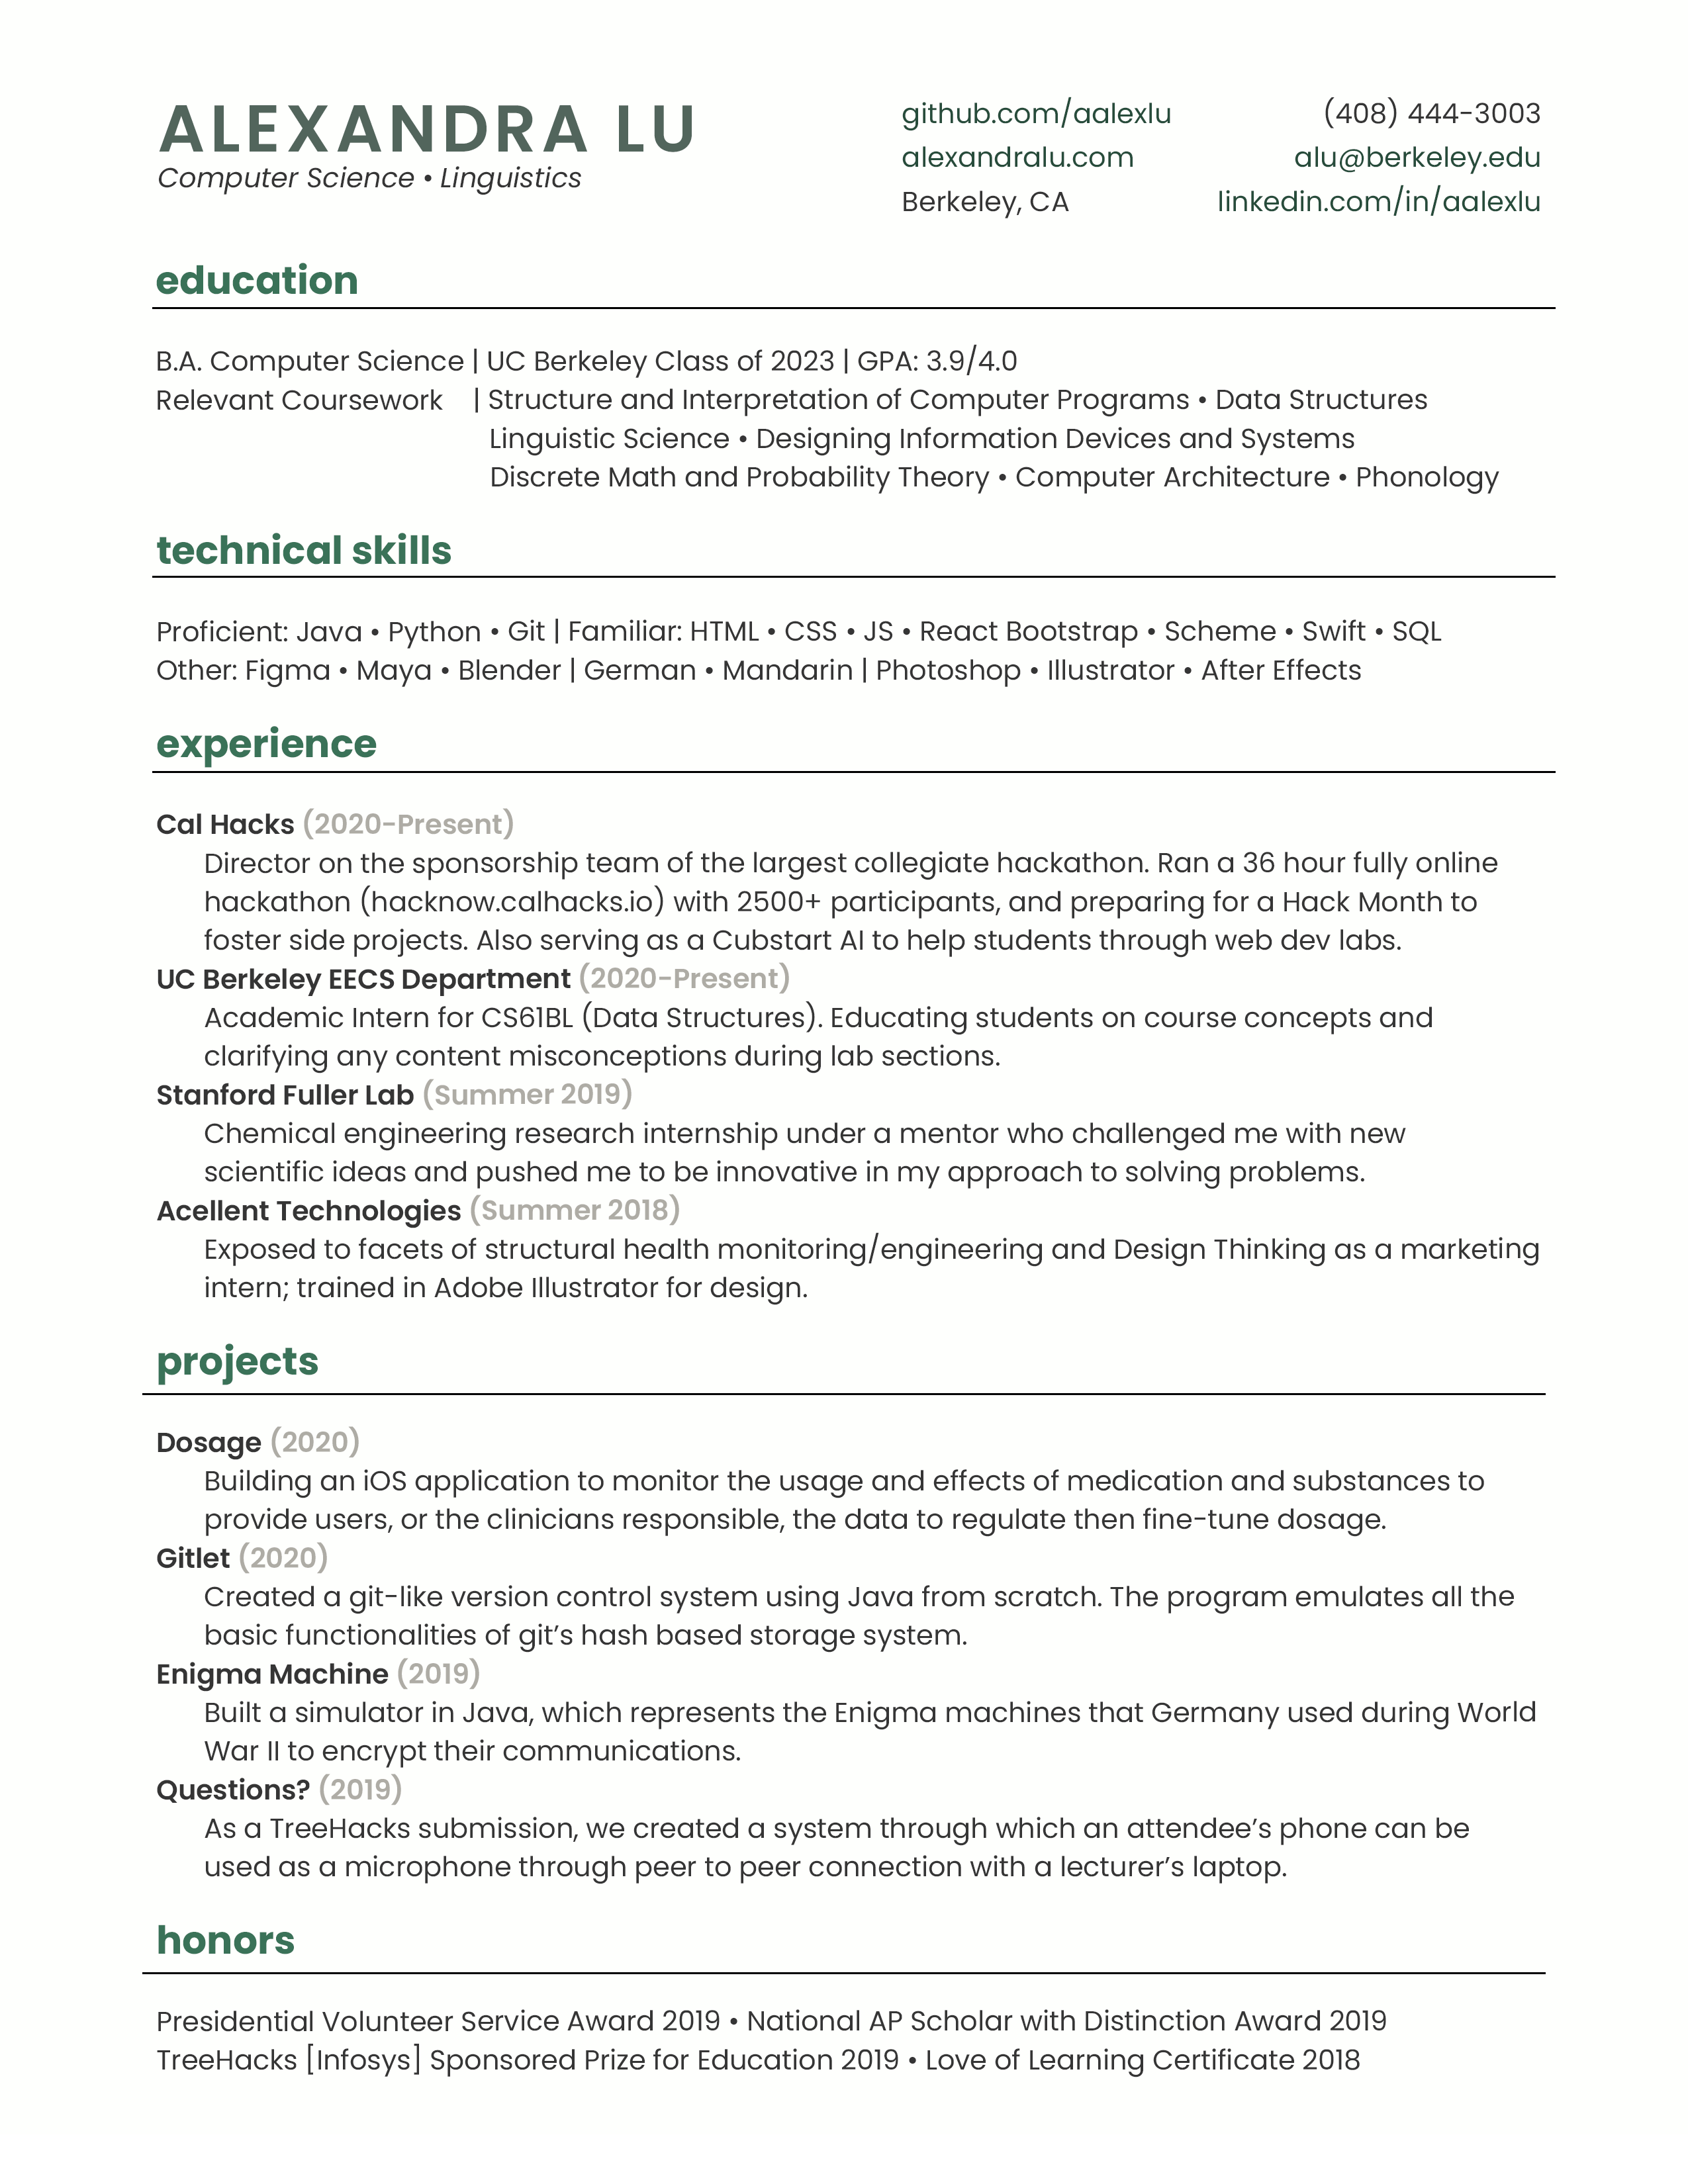 ALEXANDRA LU
Computer Science • Linguistics
github.com/aalexlu
alexandralu.com
Berkeley, CA
(408) 444-3003
alu@berkeley.edu
linkedin.com/in/aalexlu
education
B.A. Computer Science | UC Berkeley Class of 2023 | GPA: 3.9/4.0
Relevant Coursework | Structure and Interpretation of Computer Programs • Data Structures
Linguistic Science • Designing Information Devices and Systems
Discrete Math and Probability Theory • Computer Architecture • Phonology
technical skills
Proficient: Java • Python • Git | Familiar: HTML • CSS • JS • React Bootstrap • Scheme • Swift • SQL
Other: Figma • Maya • Blender | German • Mandarin | Photoshop • Illustrator • After Effects
experience
Cal Hacks (2020-Present)
Director on the sponsorship team of the largest collegiate hackathon. Ran a 36 hour fully online
hackathon (hacknow.calhacks.io) with 2500+ participants, and preparing for a Hack Month to
foster side projects. Also serving as a Cubstart AI to help students through web dev labs.
UC Berkeley EECS Department (2020-Present)
Academic Intern for CS61BL (Data Structures). Educating students on course concepts and
clarifying any content misconceptions during lab sections.
Stanford Fuller Lab (Summer 2019)
Chemical engineering research internship under a mentor who challenged me with new
scientific ideas and pushed me to be innovative in my approach to solving problems.
Acellent Technologies (Summer 2018)
Exposed to facets of structural health monitoring/engineering and Design Thinking as a marketing
intern; trained in Adobe Illustrator for design.
projects
Dosage (2020)
Building an iOS application to monitor the usage and effects of medication and substances to
provide users, or the clinicians responsible, the data to regulate then fine-tune dosage.
Gitlet (2020)
Created a git-like version control system using Java from scratch. The program emulates all the
basic functionalities of git’s hash based storage system.
Enigma Machine (2019)
Built a simulator in Java, which represents the Enigma machines that Germany used during World
War II to encrypt their communications.
Questions? (2019)
As a TreeHacks submission, we created a system through which an attendee’s phone can be
used as a microphone through peer to peer connection with a lecturer’s laptop.
honors
Presidential Volunteer Service Award 2019 • National AP Scholar with Distinction Award 2019
TreeHacks [Infosys] Sponsored Prize for Education 2019 • Love of Learning Certificate 2018